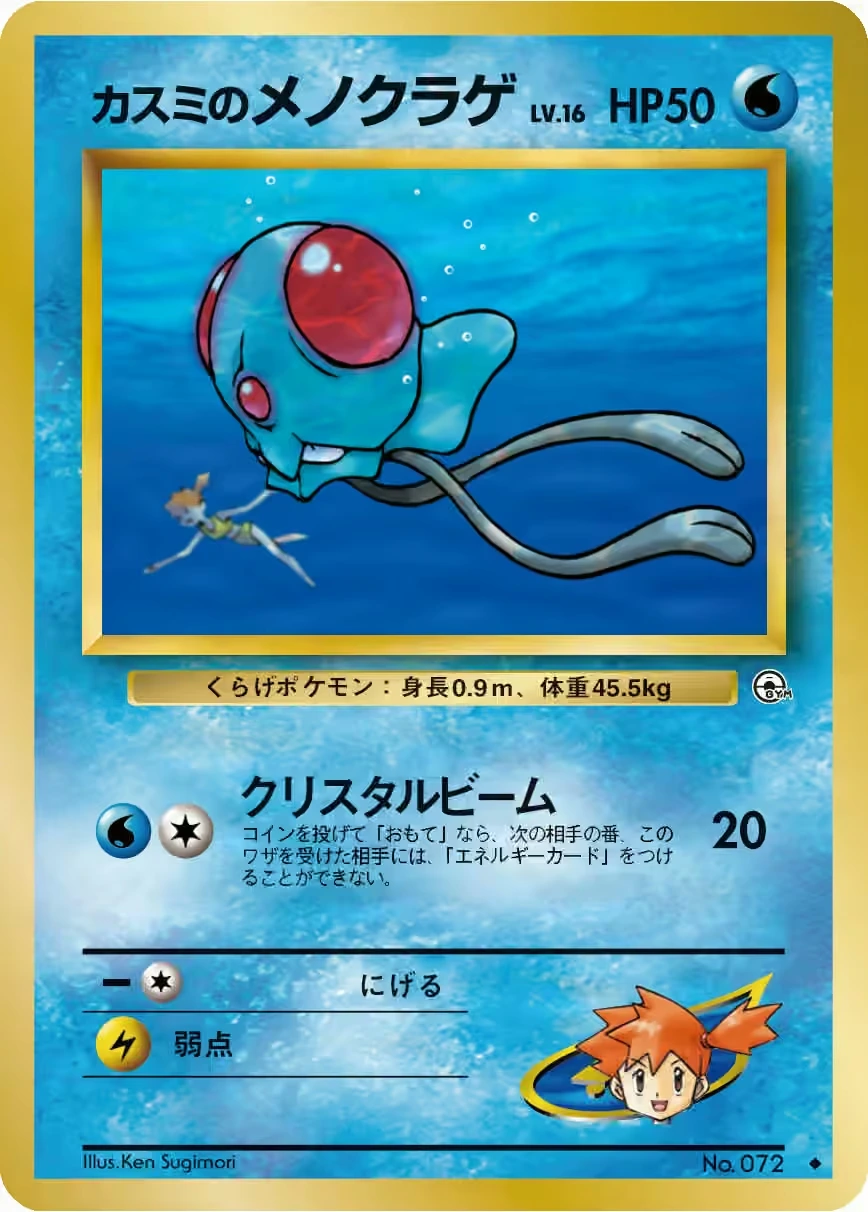 カスミのメノクラゲ LV.16 HP50
くらげポケモン：身長0.9m、体重45.5kg
GYM
クリスタルビーム 20
コインを投げて「おもて」なら、次の相手の番、この
ワザを受けた相手には、「エネルギーカード」をつけ
ることができない。
にげる
弱点
Illus.Ken Sugimori
No.072